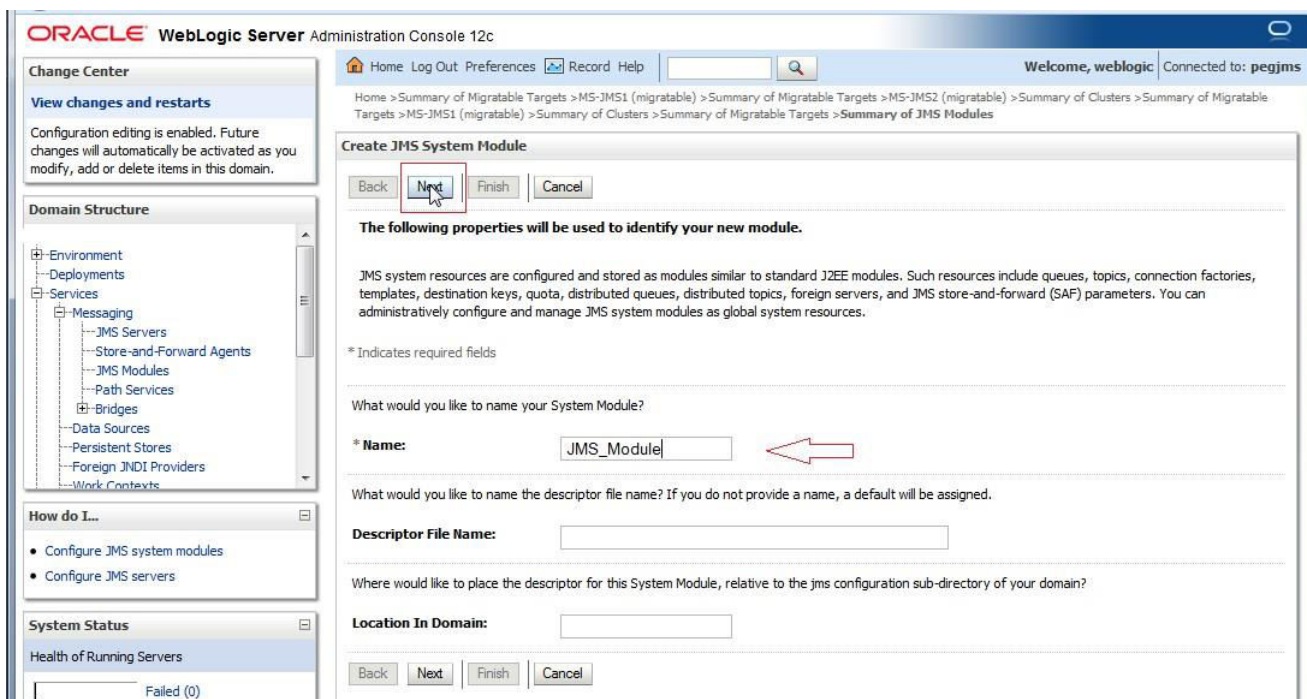 ORACLE WebLogic Server Administration Console 12c
Change Center
View changes and restarts
Configuration editing is enabled. Future
changes will automatically be activated as you
modify, add or delete items in this domain.
Domain Structure
Environment
Deployments
Services
Messaging
JMS Servers
Store-and-Forward Agents
JMS Modules
Path Services
Bridges
Data Sources
Persistent Stores
Foreign JNDI Providers
Work Contexts
How do I...
Configure JMS system modules
Configure JMS servers
System Status
Health of Running Servers
Failed (0)
Home Log Out Preferences Record Help
Welcome, weblogic Connected to: pegjms
Home >Summary of Migratable Targets >MS-JMS1 (migratable) >Summary of Migratable Targets >MS-JMS2 (migratable) >Summary of Clusters >Summary of Migratable
Targets >MS-JMS1 (migratable) >Summary of Clusters >Summary of Migratable Targets >Summary of JMS Modules
Create JMS System Module
Back Next Finish Cancel
The following properties will be used to identify your new module.
JMS system resources are configured and stored as modules similar to standard J2EE modules. Such resources include queues, topics, connection factories,
templates, destination keys, quota, distributed queues, distributed topics, foreign servers, and JMS store-and-forward (SAF) parameters. You can
administratively configure and manage JMS system modules as global system resources.
* Indicates required fields
What would you like to name your System Module?
* Name: JMS_Module
What would you like to name the descriptor file name? If you do not provide a name, a default will be assigned.
Descriptor File Name:
Where would like to place the descriptor for this System Module, relative to the jms configuration sub-directory of your domain?
Location In Domain:
Back Next Finish Cancel